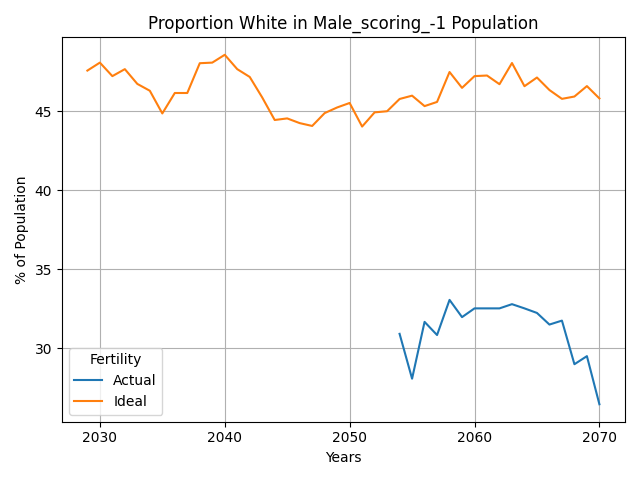 Proportion White in Male_scoring_-1 Population
% of Population
45
40
35
30
Fertility
Actual
Ideal
2030 2040 2050 2060 2070
Years